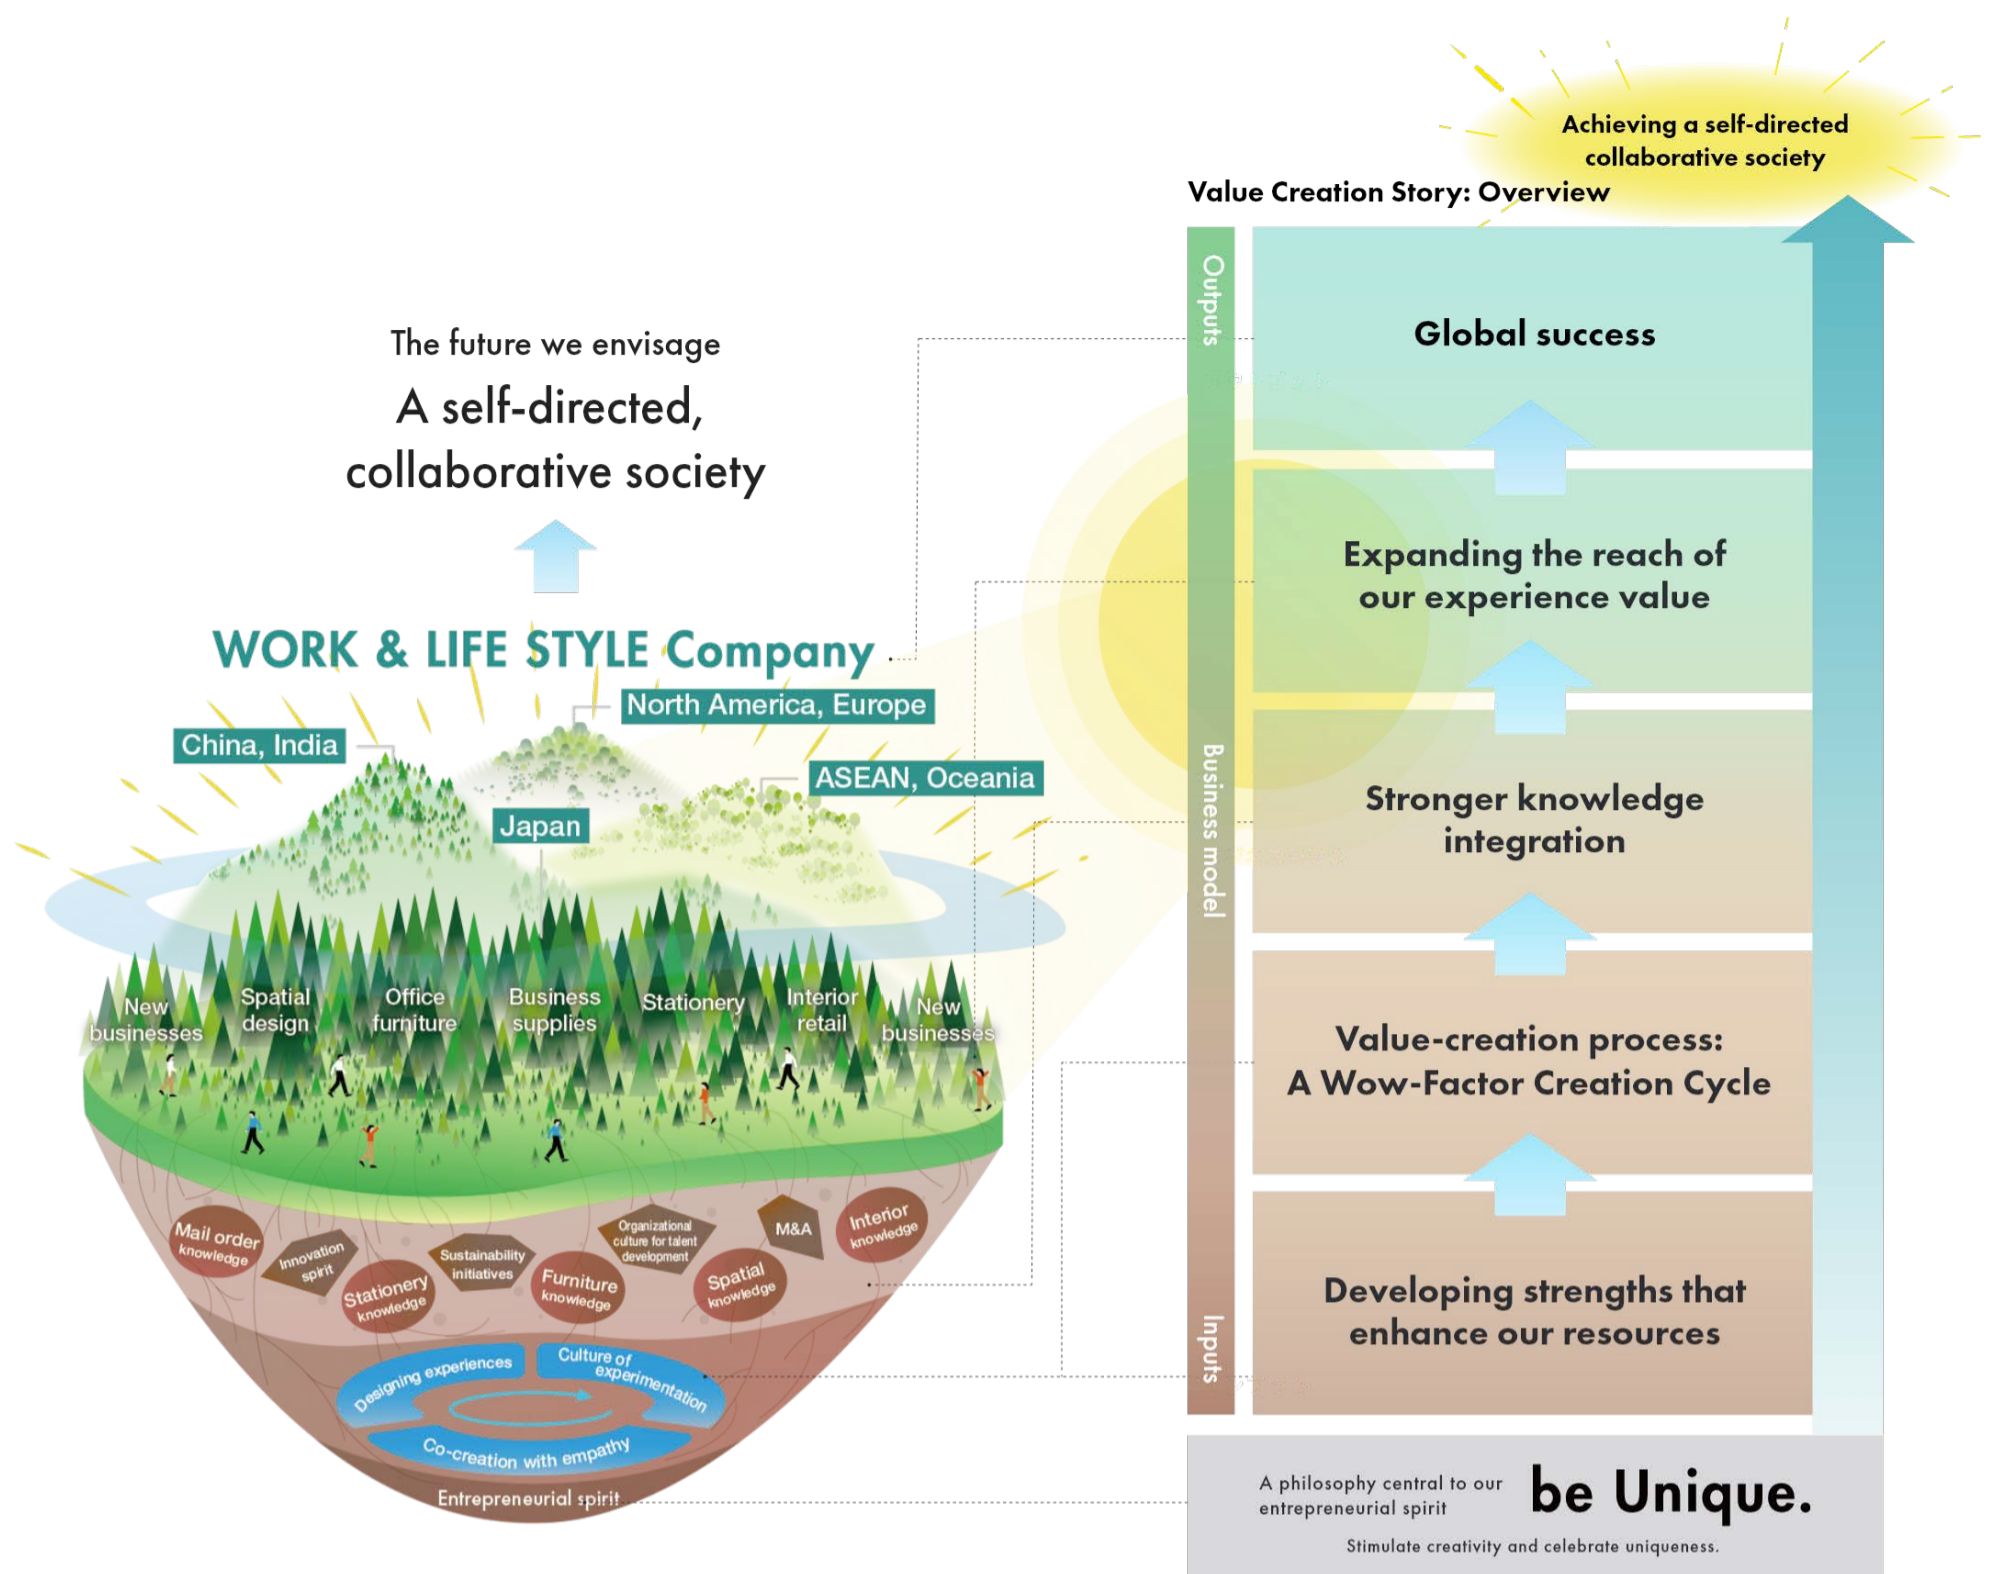 The future we envisage
A self-directed,
collaborative society
WORK & LIFE STYLE Company
North America, Europe
China, India
ASEAN, Oceania
Japan
New
businesses
Spatial
design
Office
furniture
Business
supplies
Stationery
Interior
retail
New
businesses
Mail order
knowledge
Innovation
spirit
Stationery
knowledge
Sustainability
initiatives
Furniture
knowledge
Organizational
culture for talent
development
Spatial
knowledge
M&A
Interior
knowledge
Designing experiences
Culture of
experimentation
Co-creation with empathy
Entrepreneurial spirit
Achieving a self-directed
collaborative society
Value Creation Story: Overview
Outputs
Business model
Inputs
Global success
Expanding the reach of
our experience value
Stronger knowledge
integration
Value-creation process:
A Wow-Factor Creation Cycle
Developing strengths that
enhance our resources
A philosophy central to our
entrepreneurial spirit
be Unique.
Stimulate creativity and celebrate uniqueness.